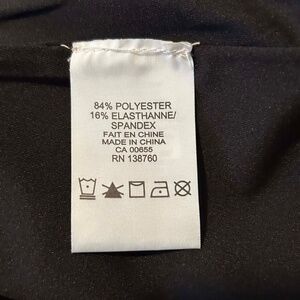 84% POLYESTER
16% ELASTHANNE/
SPANDEX
FAIT EN CHINE
MADE IN CHINA
CA 00655
RN 138760